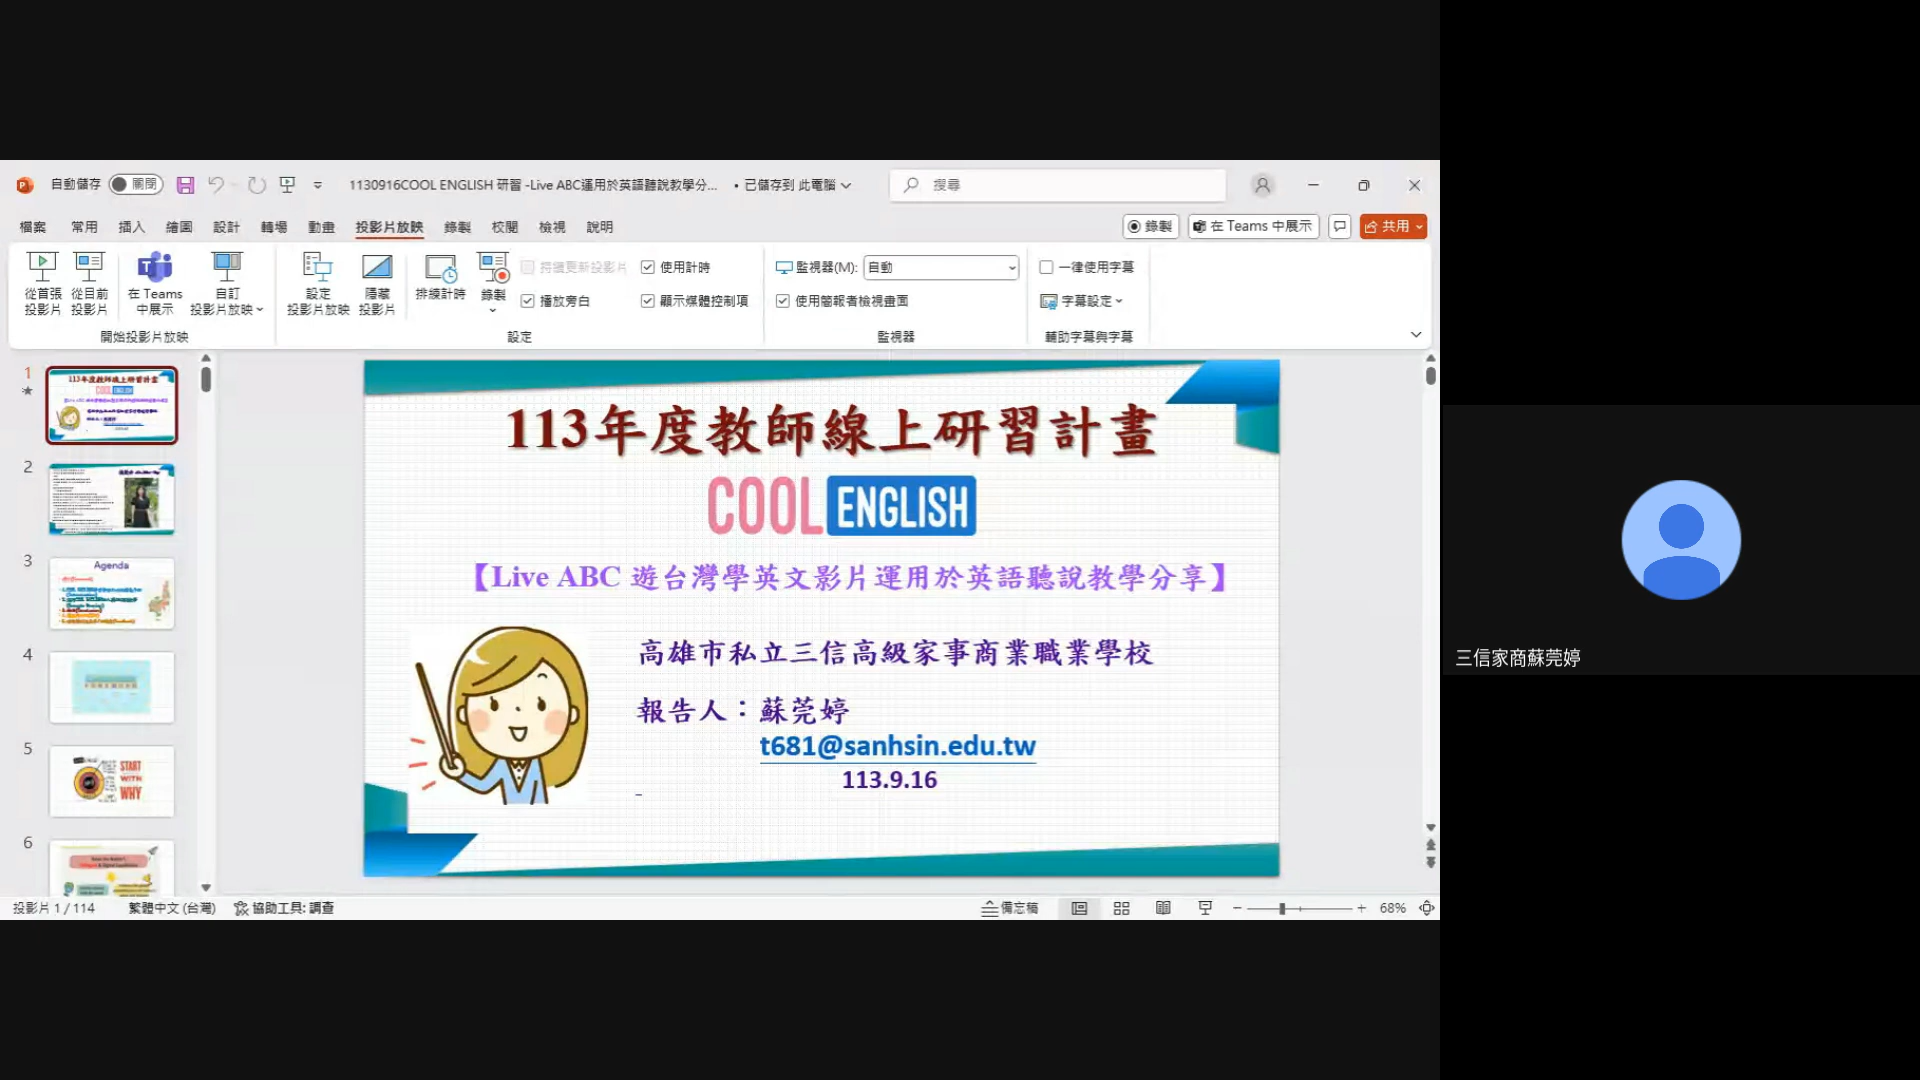 自動儲存 關閉 1130916COOL ENGLISH 研習 -Live ABC運用於英語聽說教學分... • 已儲存到 此電腦 搜尋
檔案 常用 插入 繪圖 設計 轉場 動畫 投影片放映 錄製 校閱 檢視 說明 錄製 在 Teams 中展示 共用
從首張投影片 從目前投影片 在 Teams 中展示 自訂投影片放映
開始投影片放映
設定投影片放映 隱藏投影片 排練計時 錄製 持續更新投影片 使用計時
播放旁白 顯示媒體控制項
設定
監視器(M): 自動
使用簡報者檢視畫面
監視器
一律使用字幕
字幕設定
輔助字幕與字幕
1
2
3
Agenda
4
5
START WITH WHY
6
113年度教師線上研習計畫
COOL ENGLISH
【Live ABC 遊台灣學英文影片運用於英語聽說教學分享】
高雄市私立三信高級家事商業職業學校
報告人：蘇莞婷
t681@sanhsin.edu.tw
113.9.16
投影片 1 / 114 繁體中文 (台灣) 協助工具: 調查 備忘稿 68%
三信家商蘇莞婷